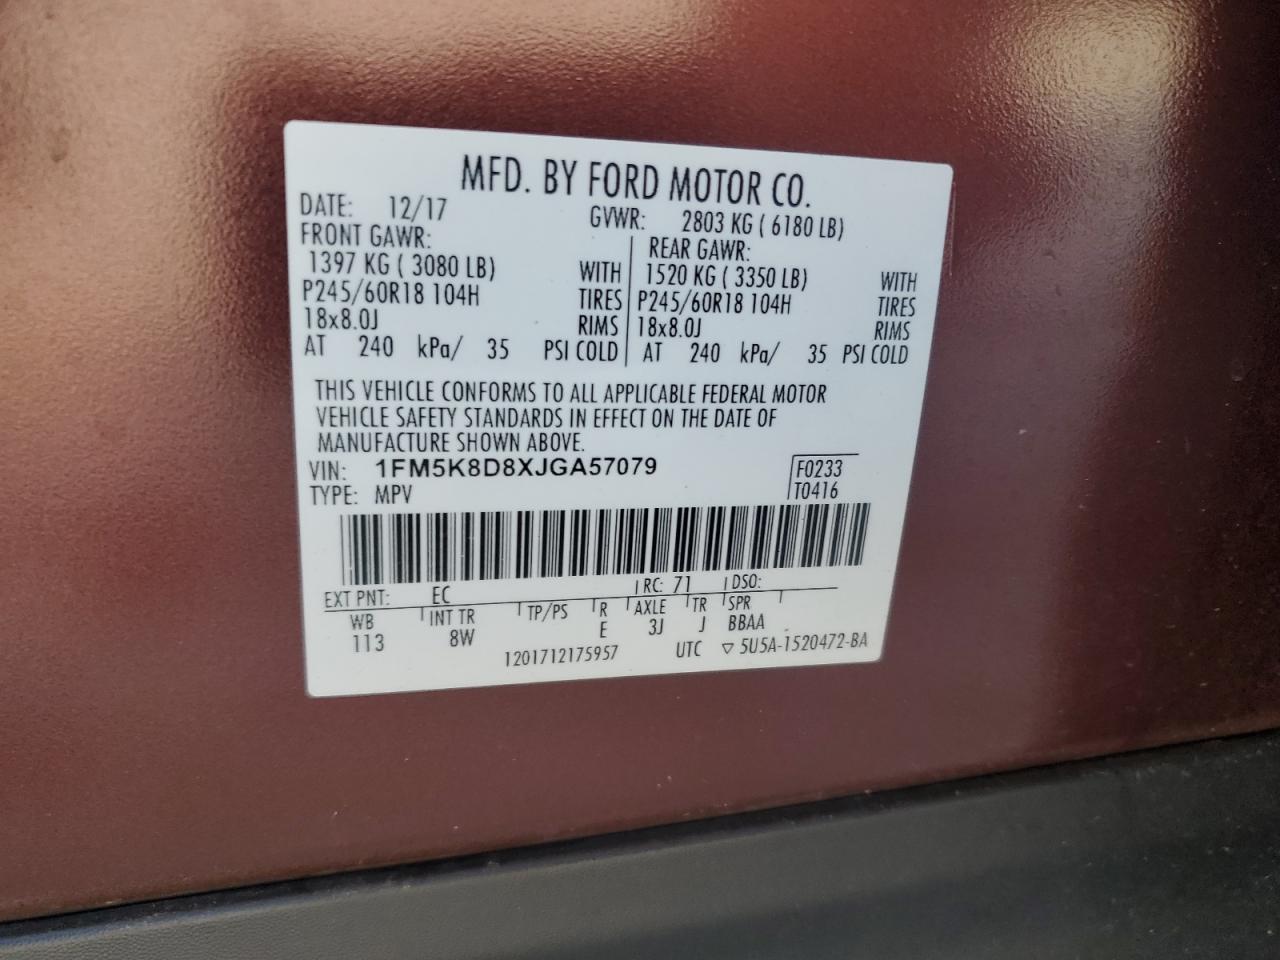 MFD. BY FORD MOTOR CO.
DATE: 12/17 GVWR: 2803 KG ( 6180 LB)
FRONT GAWR: REAR GAWR:
1397 KG ( 3080 LB) WITH 1520 KG ( 3350 LB) WITH
P245/60R18 104H TIRES P245/60R18 104H TIRES
18x8.0J RIMS 18x8.0J RIMS
AT 240 kPa/ 35 PSI COLD AT 240 kPa/ 35 PSI COLD
THIS VEHICLE CONFORMS TO ALL APPLICABLE FEDERAL MOTOR
VEHICLE SAFETY STANDARDS IN EFFECT ON THE DATE OF
MANUFACTURE SHOWN ABOVE.
VIN: 1FM5K8D8XJGA57079 F0233
TYPE: MPV T0416
EXT PNT: EC RC: 71 DSO:
WB INT TR TP/PS R AXLE TR SPR
113 8W E 3J J BBAA
1201712175957 UTC ▽ 5U5A-1520472-BA